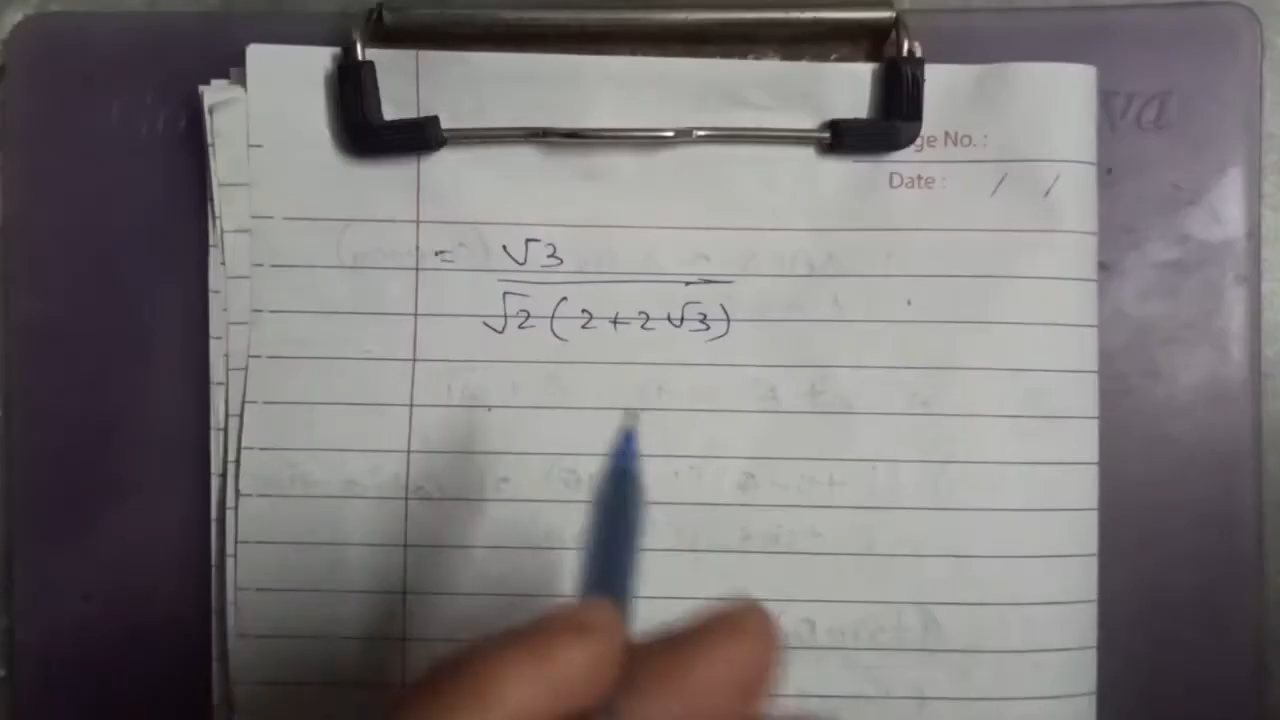 ge No. :
Date : / /
= √3
√2 (2+2√3)